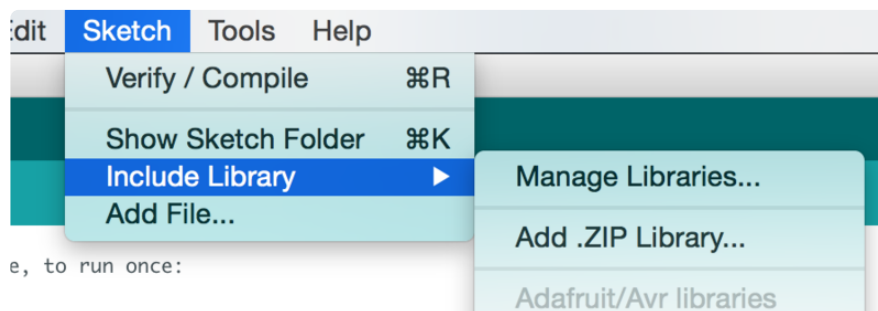 :dit Sketch Tools Help
Verify / Compile ⌘R
Show Sketch Folder ⌘K
Include Library ▶
Add File...
Manage Libraries...
Add .ZIP Library...
Adafruit/Avr libraries
e, to run once: